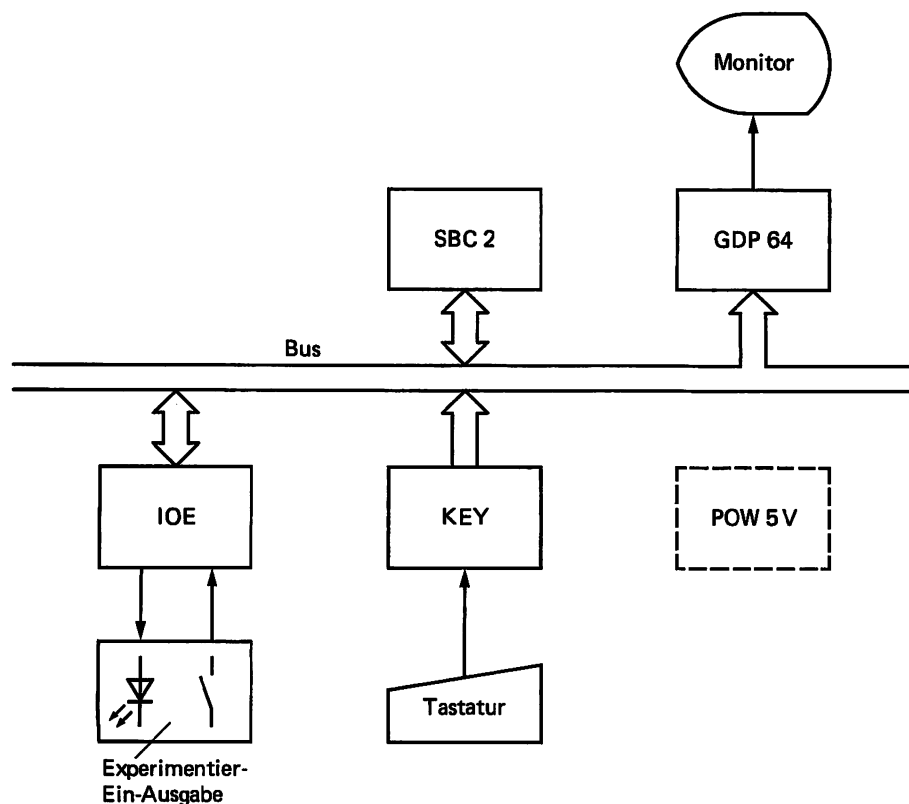 Monitor
SBC 2
GDP 64
Bus
IOE
KEY
POW 5 V
Tastatur
Experimentier-
Ein-Ausgabe